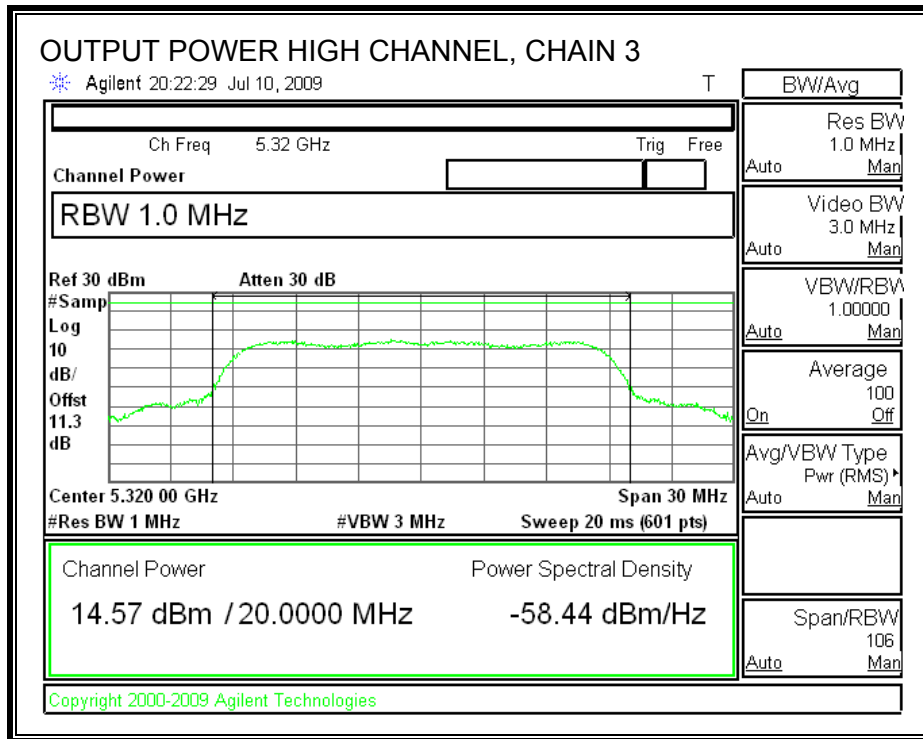 OUTPUT POWER HIGH CHANNEL, CHAIN 3
Agilent 20:22:29 Jul 10, 2009 T
BW/Avg
Ch Freq 5.32 GHz Trig Free
Channel Power
RBW 1.0 MHz
Ref 30 dBm Atten 30 dB
#Samp
Log
10
dB/
Offst
11.3
dB
Center 5.320 00 GHz Span 30 MHz
#Res BW 1 MHz #VBW 3 MHz Sweep 20 ms (601 pts)
Channel Power Power Spectral Density
14.57 dBm / 20.0000 MHz -58.44 dBm/Hz
Copyright 2000-2009 Agilent Technologies
Res BW
1.0 MHz
Auto Man
Video BW
3.0 MHz
Auto Man
VBW/RBW
1.00000
Auto Man
Average
100
On Off
Avg/VBW Type
Pwr (RMS)
Auto Man
Span/RBW
106
Auto Man